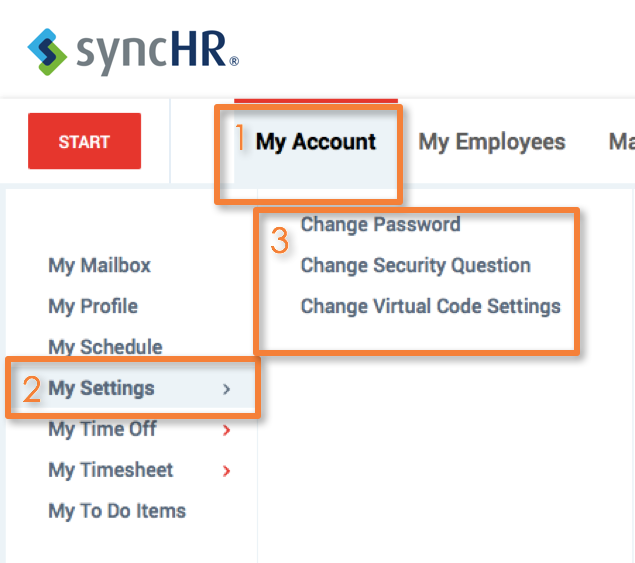 syncHR®
START
1 My Account
My Employees
Ma
3
Change Password
Change Security Question
Change Virtual Code Settings
My Mailbox
My Profile
My Schedule
2 My Settings >
My Time Off >
My Timesheet >
My To Do Items